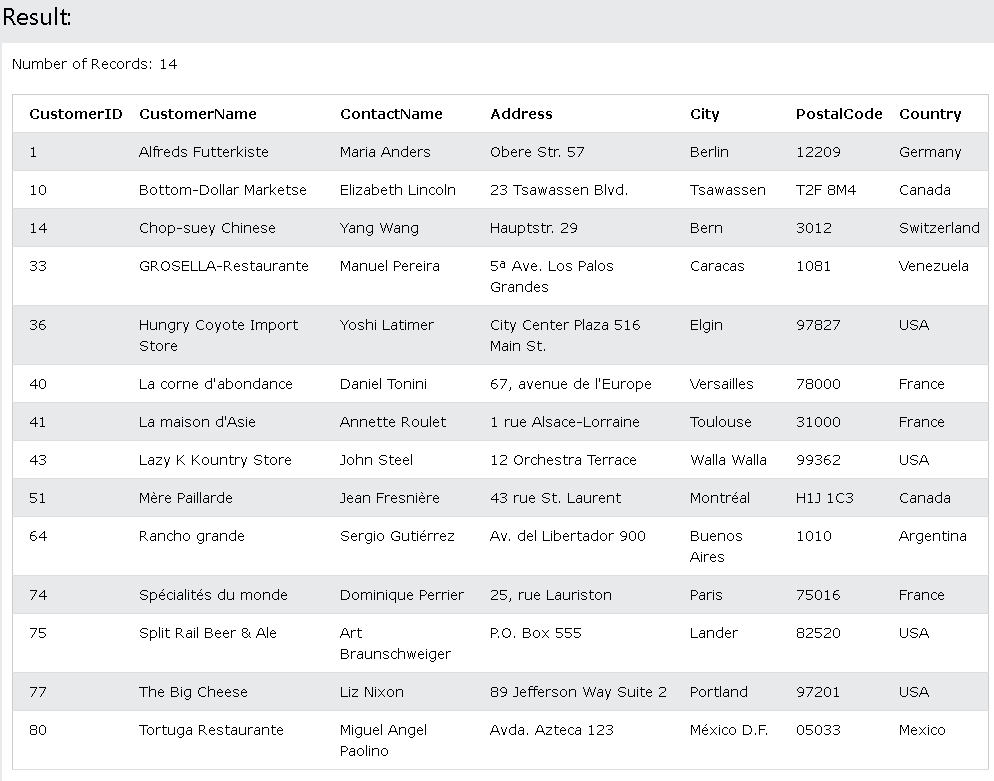 Result:
Number of Records: 14
CustomerID CustomerName ContactName Address City PostalCode Country
1 Alfreds Futterkiste Maria Anders Obere Str. 57 Berlin 12209 Germany
10 Bottom-Dollar Marketse Elizabeth Lincoln 23 Tsawassen Blvd. Tsawassen T2F 8M4 Canada
14 Chop-suey Chinese Yang Wang Hauptstr. 29 Bern 3012 Switzerland
33 GROSELLA-Restaurante Manuel Pereira 5ª Ave. Los Palos Caracas 1081 Venezuela
Grandes
36 Hungry Coyote Import Yoshi Latimer City Center Plaza 516 Elgin 97827 USA
Store Main St.
40 La corne d'abondance Daniel Tonini 67, avenue de l'Europe Versailles 78000 France
41 La maison d'Asie Annette Roulet 1 rue Alsace-Lorraine Toulouse 31000 France
43 Lazy K Kountry Store John Steel 12 Orchestra Terrace Walla Walla 99362 USA
51 Mère Paillarde Jean Fresnière 43 rue St. Laurent Montréal H1J 1C3 Canada
64 Rancho grande Sergio Gutiérrez Av. del Libertador 900 Buenos 1010 Argentina
Aires
74 Spécialités du monde Dominique Perrier 25, rue Lauriston Paris 75016 France
75 Split Rail Beer & Ale Art P.O. Box 555 Lander 82520 USA
Braunschweiger
77 The Big Cheese Liz Nixon 89 Jefferson Way Suite 2 Portland 97201 USA
80 Tortuga Restaurante Miguel Angel Avda. Azteca 123 México D.F. 05033 Mexico
Paolino